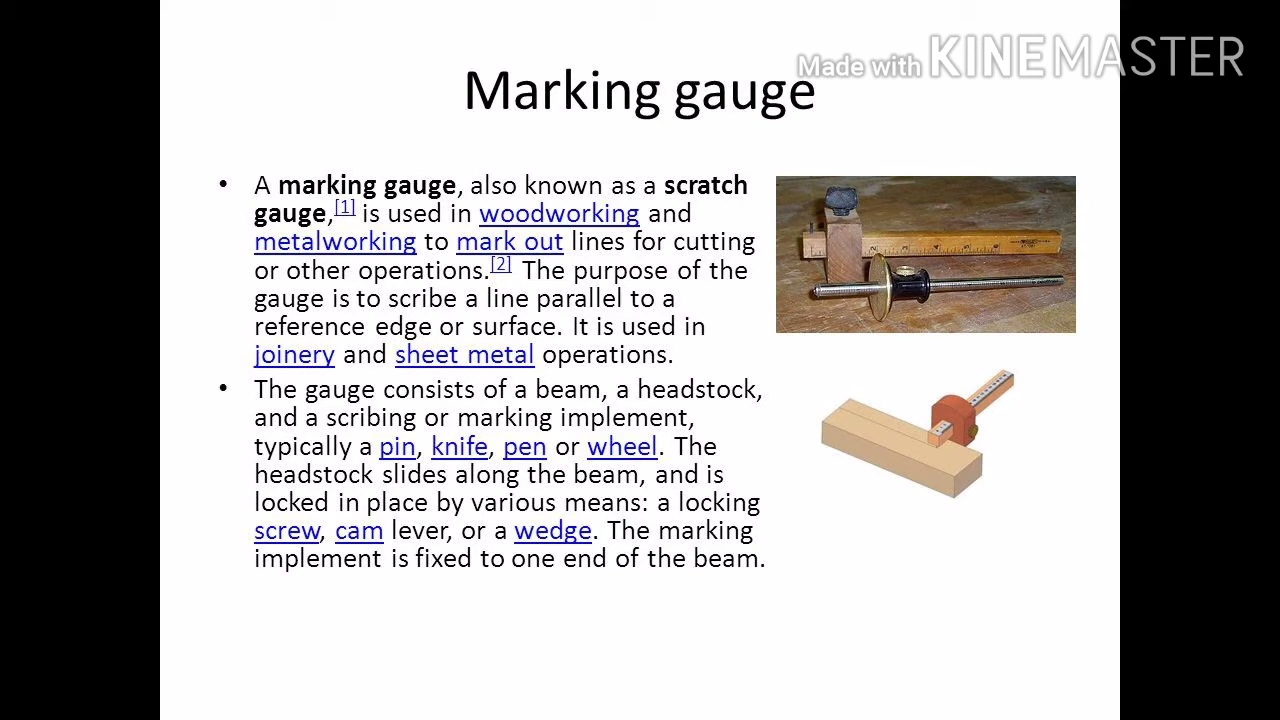 Made with KINEMASTER
Marking gauge
• A marking gauge, also known as a scratch
gauge,[1] is used in woodworking and
metalworking to mark out lines for cutting
or other operations.[2] The purpose of the
gauge is to scribe a line parallel to a
reference edge or surface. It is used in
joinery and sheet metal operations.
• The gauge consists of a beam, a headstock,
and a scribing or marking implement,
typically a pin, knife, pen or wheel. The
headstock slides along the beam, and is
locked in place by various means: a locking
screw, cam lever, or a wedge. The marking
implement is fixed to one end of the beam.